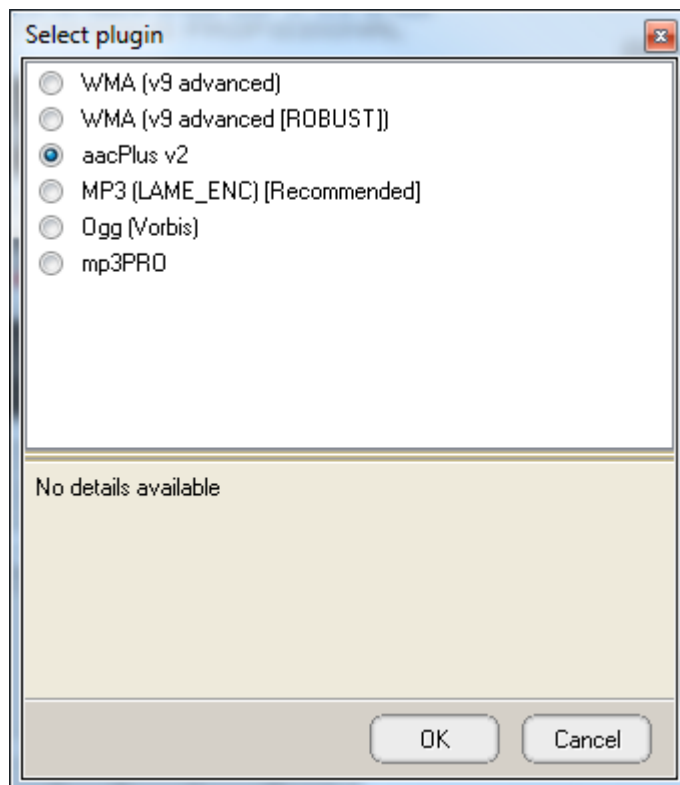 Select plugin
WMA (v9 advanced)
WMA (v9 advanced [ROBUST])
aacPlus v2
MP3 (LAME_ENC) [Recommended]
Ogg (Vorbis)
mp3PRO
No details available
OK
Cancel